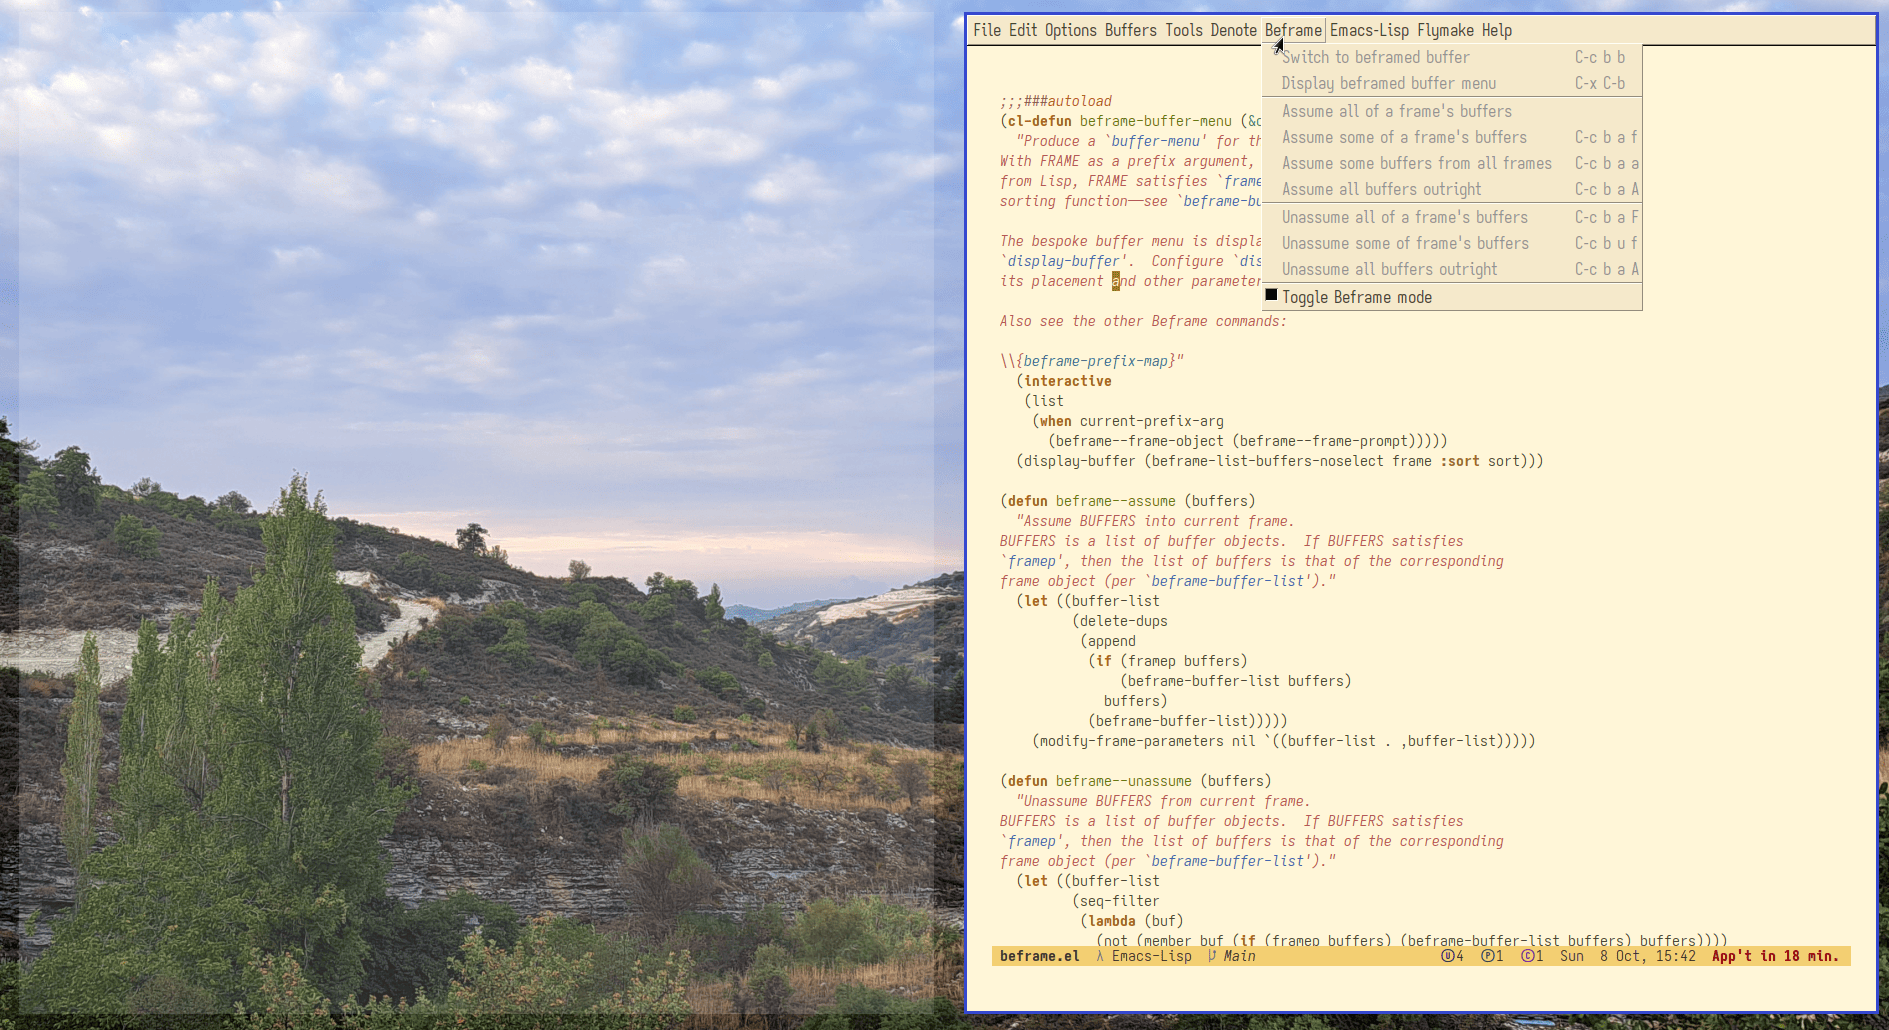 File Edit Options Buffers Tools Denote Beframe Emacs-Lisp Flymake Help
Switch to beframed buffer C-c b b
Display beframed buffer menu C-x C-b
Assume all of a frame's buffers
Assume some of a frame's buffers C-c b a f
Assume some buffers from all frames C-c b a a
Assume all buffers outright C-c b a A
Unassume all of a frame's buffers C-c b a F
Unassume some of frame's buffers C-c b u f
Unassume all buffers outright C-c b a A
Toggle Beframe mode
;;;###autoload
(cl-defun beframe-buffer-menu (&
"Produce a `buffer-menu' for th
With FRAME as a prefix argument,
from Lisp, FRAME satisfies `frame
sorting function——see `beframe-bu
The bespoke buffer menu is displa
`display-buffer'.  Configure `dis
its placement and other parameter
Also see the other Beframe commands:
\\{beframe-prefix-map}"
(interactive
(list
(when current-prefix-arg
(beframe--frame-object (beframe--frame-prompt)))))
(display-buffer (beframe-list-buffers-noselect frame :sort sort)))
(defun beframe--assume (buffers)
"Assume BUFFERS into current frame.
BUFFERS is a list of buffer objects.  If BUFFERS satisfies
`framep', then the list of buffers is that of the corresponding
frame object (per `beframe-buffer-list')."
(let ((buffer-list
(delete-dups
(append
(if (framep buffers)
(beframe-buffer-list buffers)
buffers)
(beframe-buffer-list)))))
(modify-frame-parameters nil `((buffer-list . ,buffer-list)))))
(defun beframe--unassume (buffers)
"Unassume BUFFERS from current frame.
BUFFERS is a list of buffer objects.  If BUFFERS satisfies
`framep', then the list of buffers is that of the corresponding
frame object (per `beframe-buffer-list')."
(let ((buffer-list
(seq-filter
(lambda (buf)
(not (member buf (if (framep buffers) (beframe-buffer-list buffers) buffers))))
beframe.el λ Emacs-Lisp Main U4 P1 C1 Sun 8 Oct, 15:42 App't in 18 min.